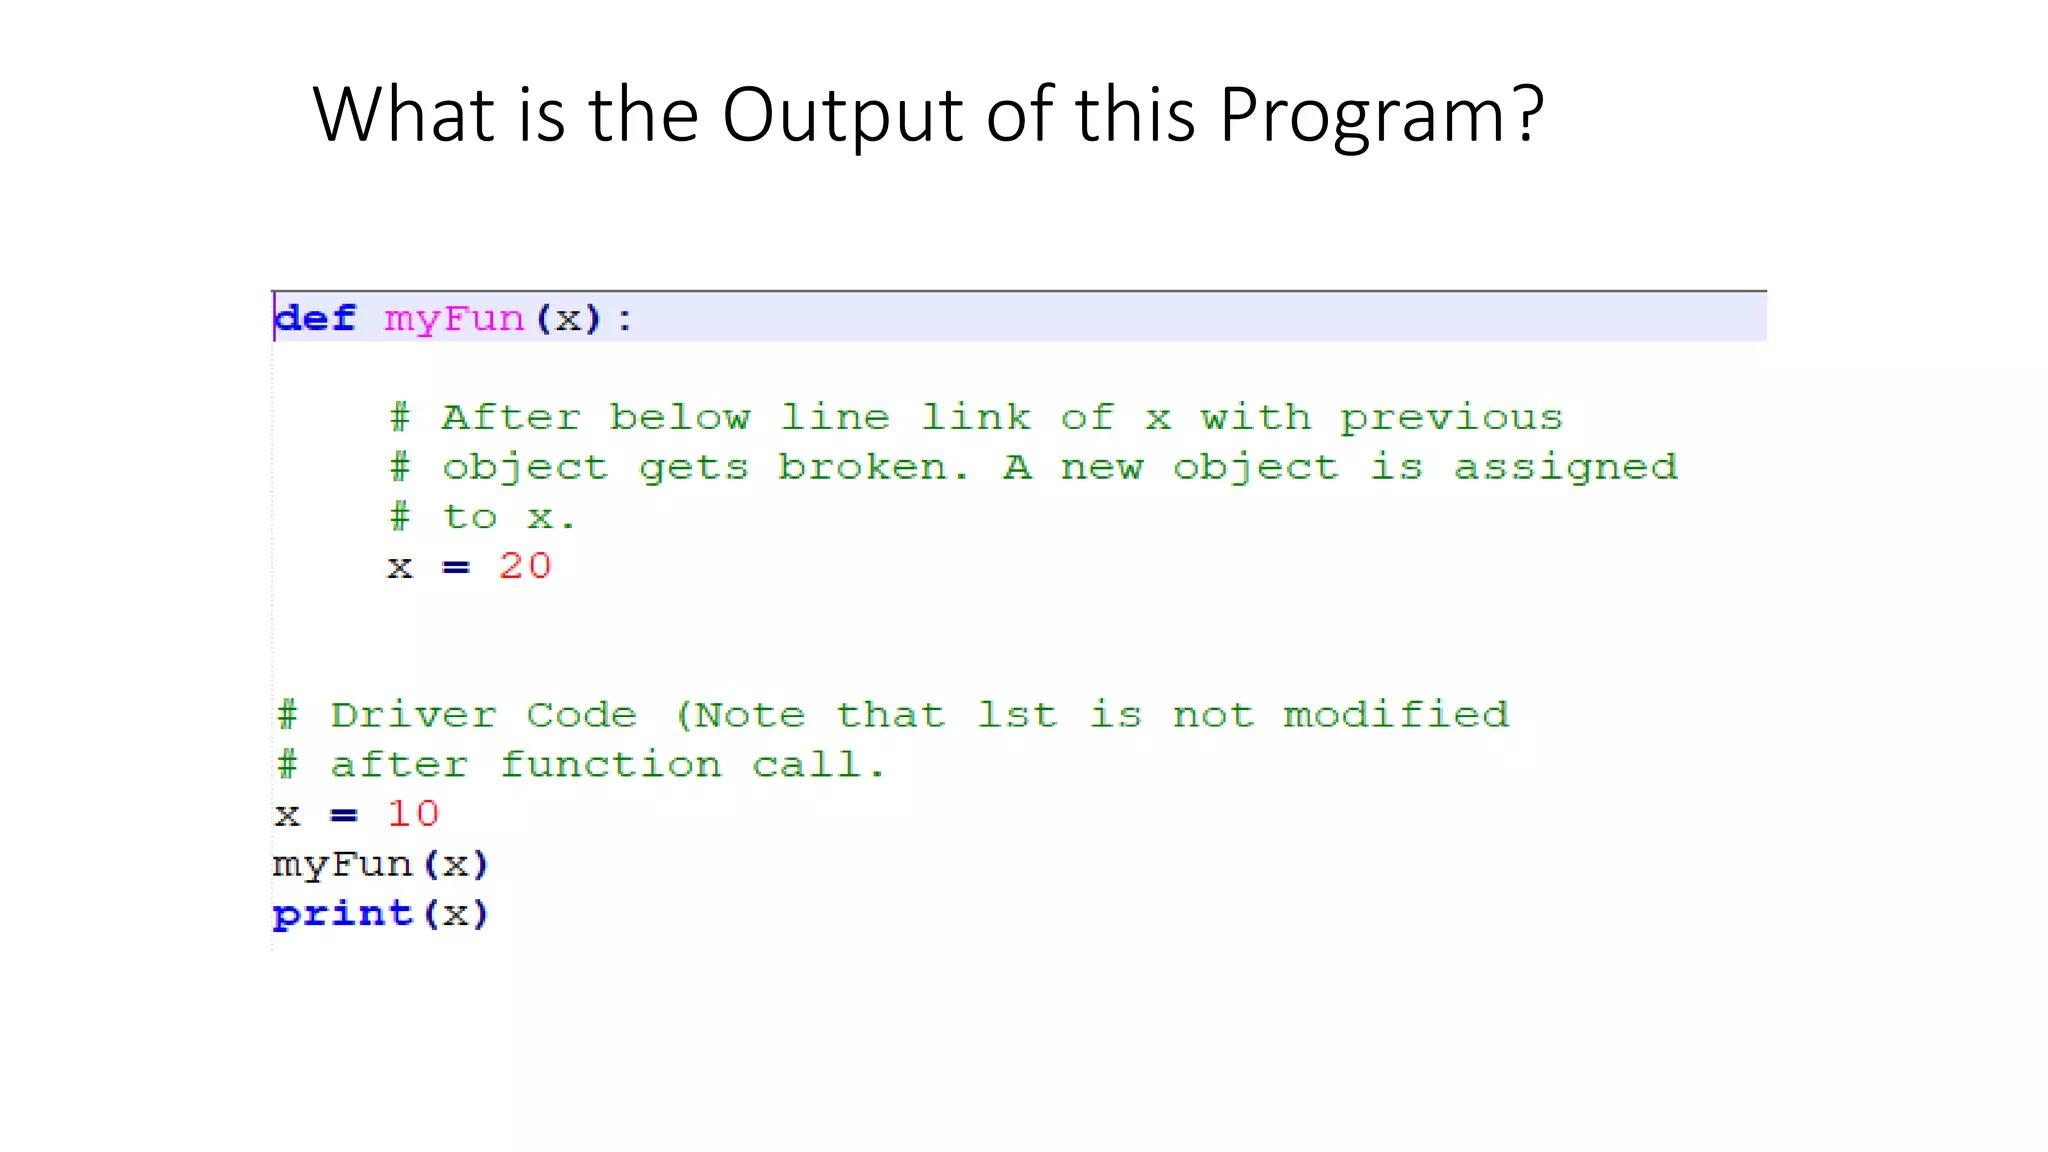 What is the Output of this Program?
def myFun(x):
# After below line link of x with previous
# object gets broken. A new object is assigned
# to x.
x = 20
# Driver Code (Note that lst is not modified
# after function call.
x = 10
myFun(x)
print(x)